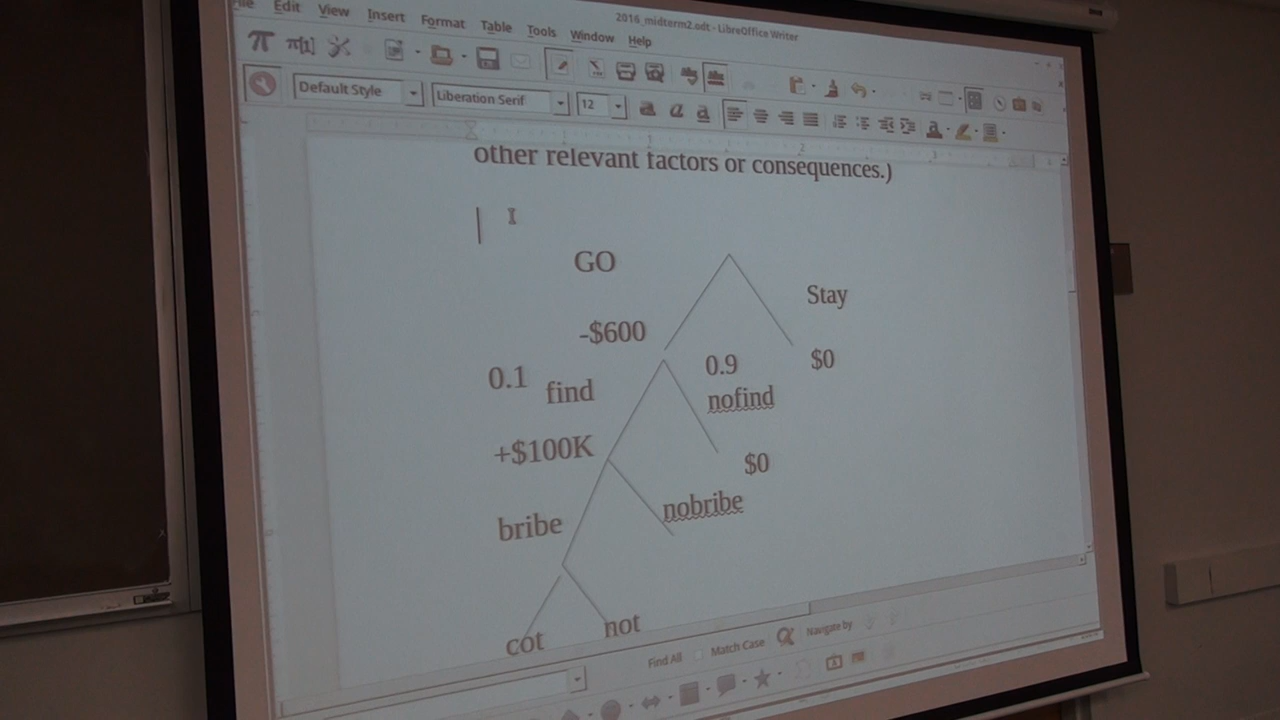 2016_midterm2.odt - LibreOffice Writer
Edit View Insert Format Table Tools Window Help
Default Style Liberation Serif 12
other relevant factors or consequences.)
GO
Stay
-$600
$0
0.1 find
0.9
nofind
+$100K
$0
bribe
nobribe
cot not
Find All Match Case Navigate by